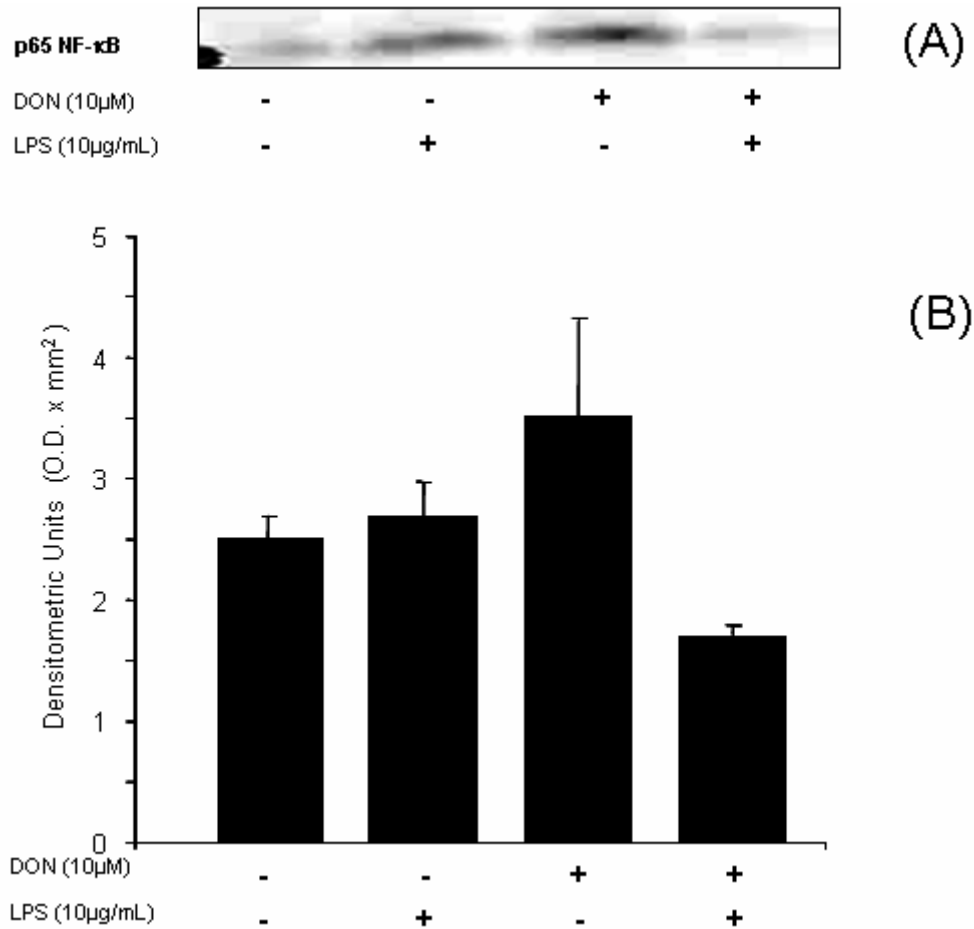 p65 NF-κB
(A)
DON (10µM) - - + +
LPS (10µg/mL) - + - +
(B)
Densitometric Units (O.D. x mm²)
5
4
3
2
1
0
DON (10µM) - - + +
LPS (10µg/mL) - + - +